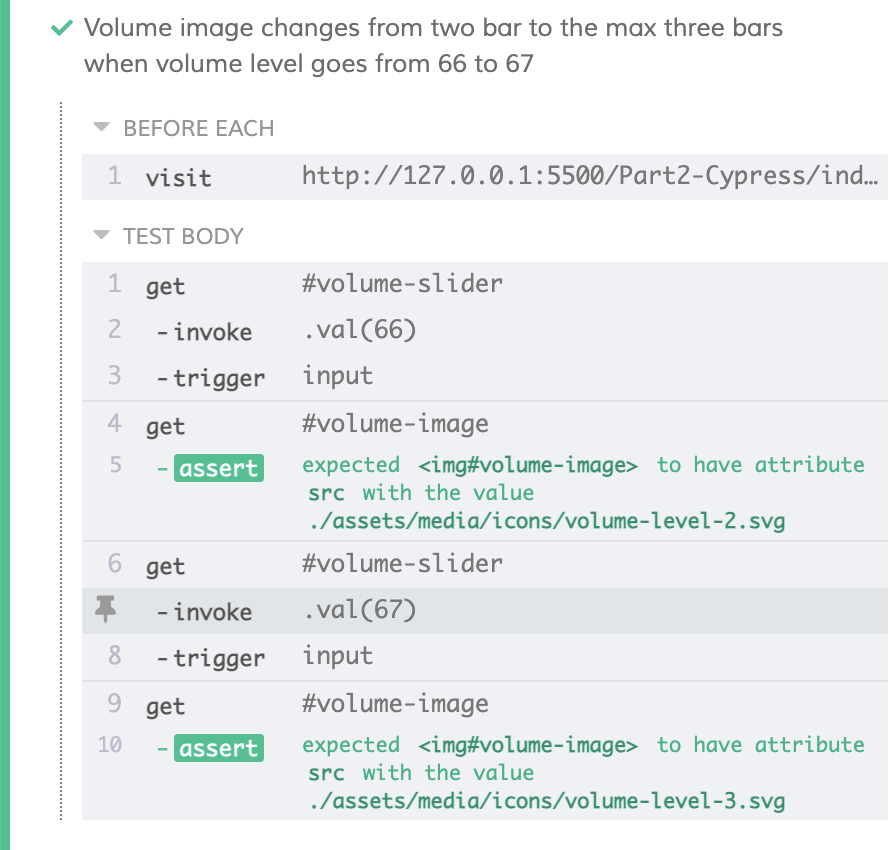 Volume image changes from two bar to the max three bars
when volume level goes from 66 to 67
BEFORE EACH
1 visit http://127.0.0.1:5500/Part2-Cypress/ind…
TEST BODY
1 get #volume-slider
2 -invoke .val(66)
3 -trigger input
4 get #volume-image
5 -assert expected <img#volume-image> to have attribute
src with the value
./assets/media/icons/volume-level-2.svg
6 get #volume-slider
-invoke .val(67)
8 -trigger input
9 get #volume-image
10 -assert expected <img#volume-image> to have attribute
src with the value
./assets/media/icons/volume-level-3.svg